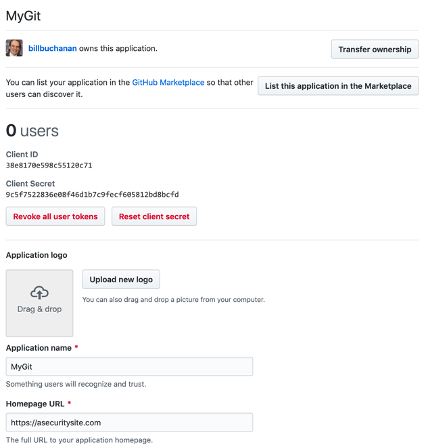 MyGit
billbuchanan owns this application.
Transfer ownership
You can list your application in the GitHub Marketplace so that other
users can discover it.
List this application in the Marketplace
0 users
Client ID
38e8170e598c55120c71
Client Secret
9c5f7522836e08f46d1b7c9fecf605812bd8bcfd
Revoke all user tokens
Reset client secret
Application logo
Drag & drop
Upload new logo
You can also drag and drop a picture from your computer.
Application name *
MyGit
Something users will recognize and trust.
Homepage URL *
https://asecuritysite.com
The full URL to your application homepage.